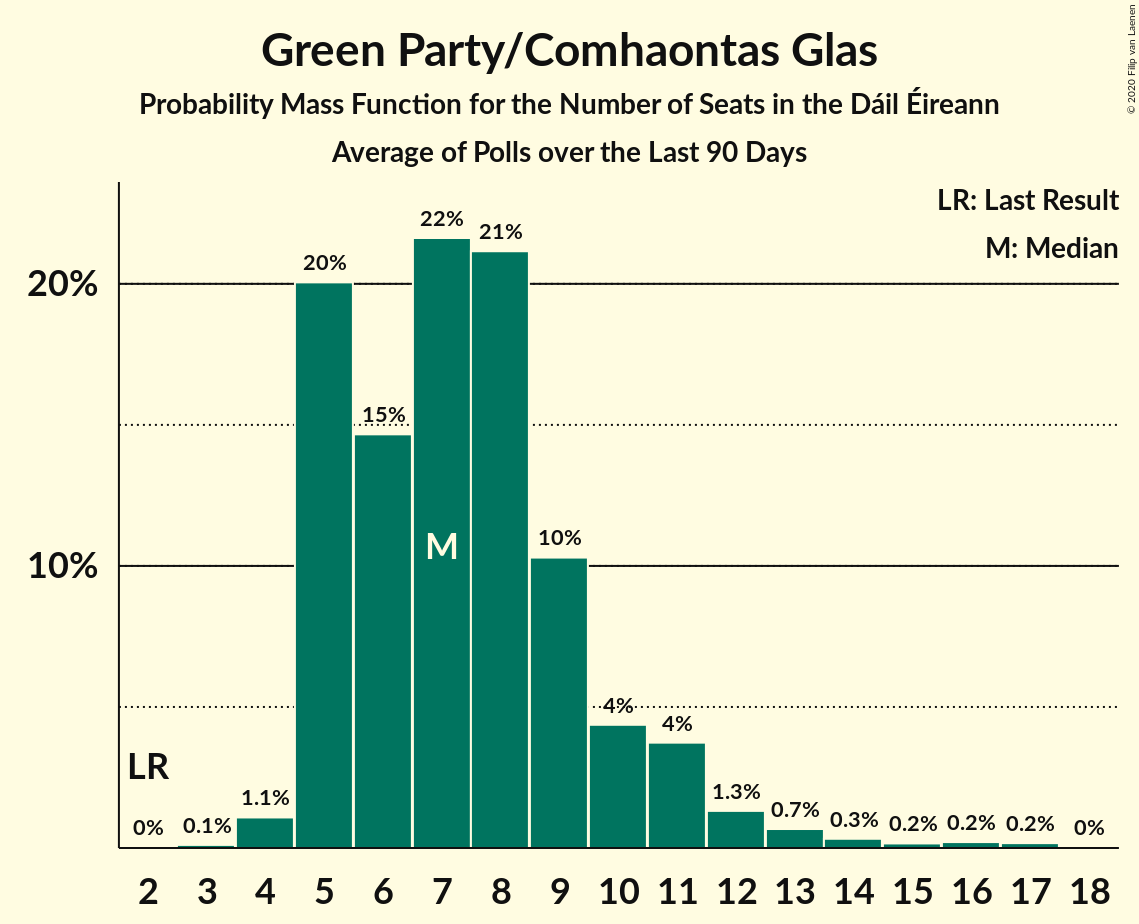 Green Party/Comhaontas Glas
Probability Mass Function for the Number of Seats in the Dáil Éireann
Average of Polls over the Last 90 Days
© 2020 Filip van Laenen
LR: Last Result
M: Median
22%
21%
20%
20%
15%
M
10%
10%
4%
4%
LR
1.3%
1.1%
0.7%
0.3%
0% 0.1% 0.2% 0.2% 0.2% 0%
2 3 4 5 6 7 8 9 10 11 12 13 14 15 16 17 18